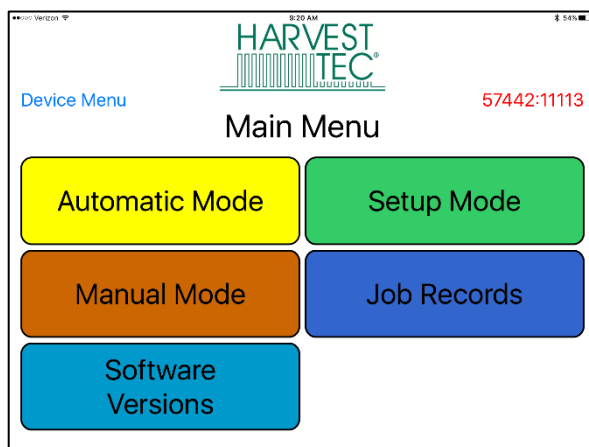 Verizon 9:20 AM 54%
HARVEST
TEC®
Device Menu 57442:11113
Main Menu
Automatic Mode Setup Mode
Manual Mode Job Records
Software
Versions